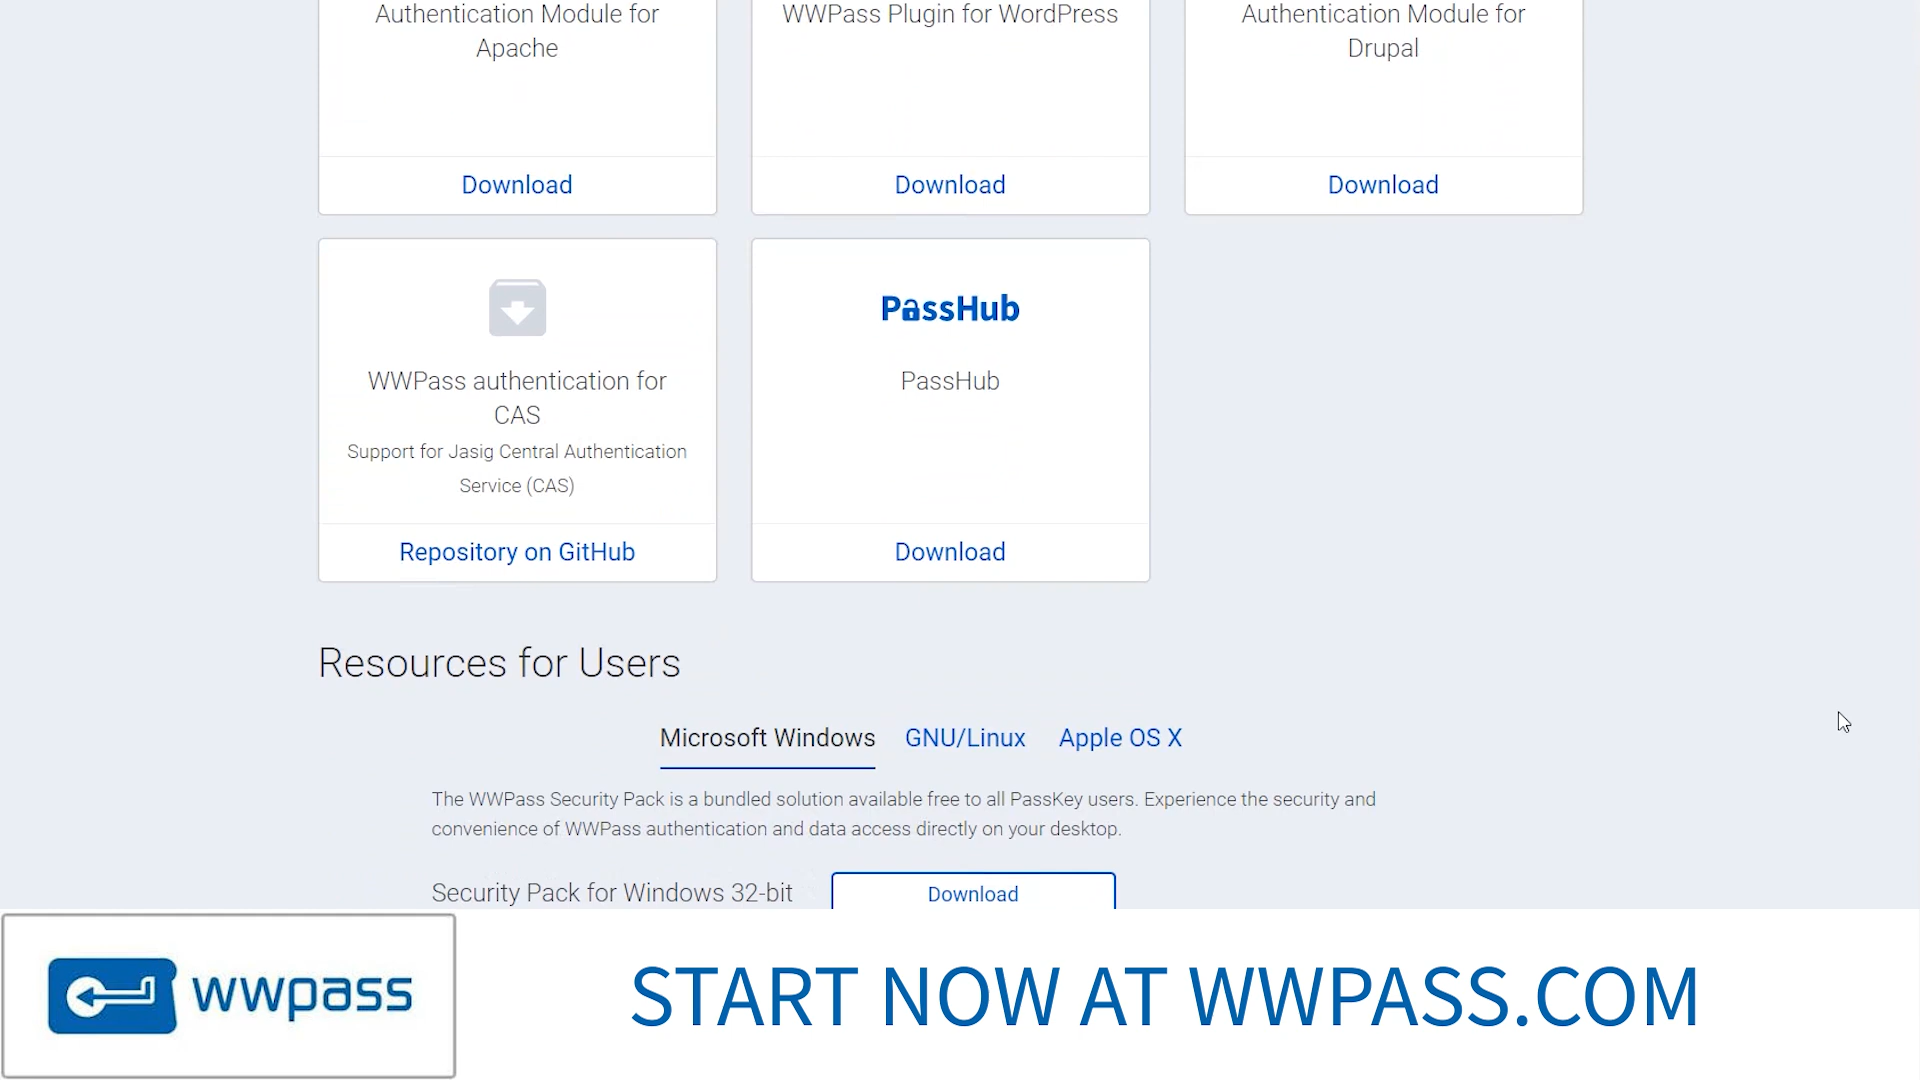 Authentication Module for
Apache
WWPass Plugin for WordPress
Authentication Module for
Drupal
Download
Download
Download
WWPass authentication for
CAS
Support for Jasig Central Authentication
Service (CAS)
Repository on GitHub
PassHub
PassHub
Download
Resources for Users
Microsoft Windows
GNU/Linux
Apple OS X
The WWPass Security Pack is a bundled solution available free to all PassKey users. Experience the security and
convenience of WWPass authentication and data access directly on your desktop.
Security Pack for Windows 32-bit
Download
wwpass
START NOW AT WWPASS.COM